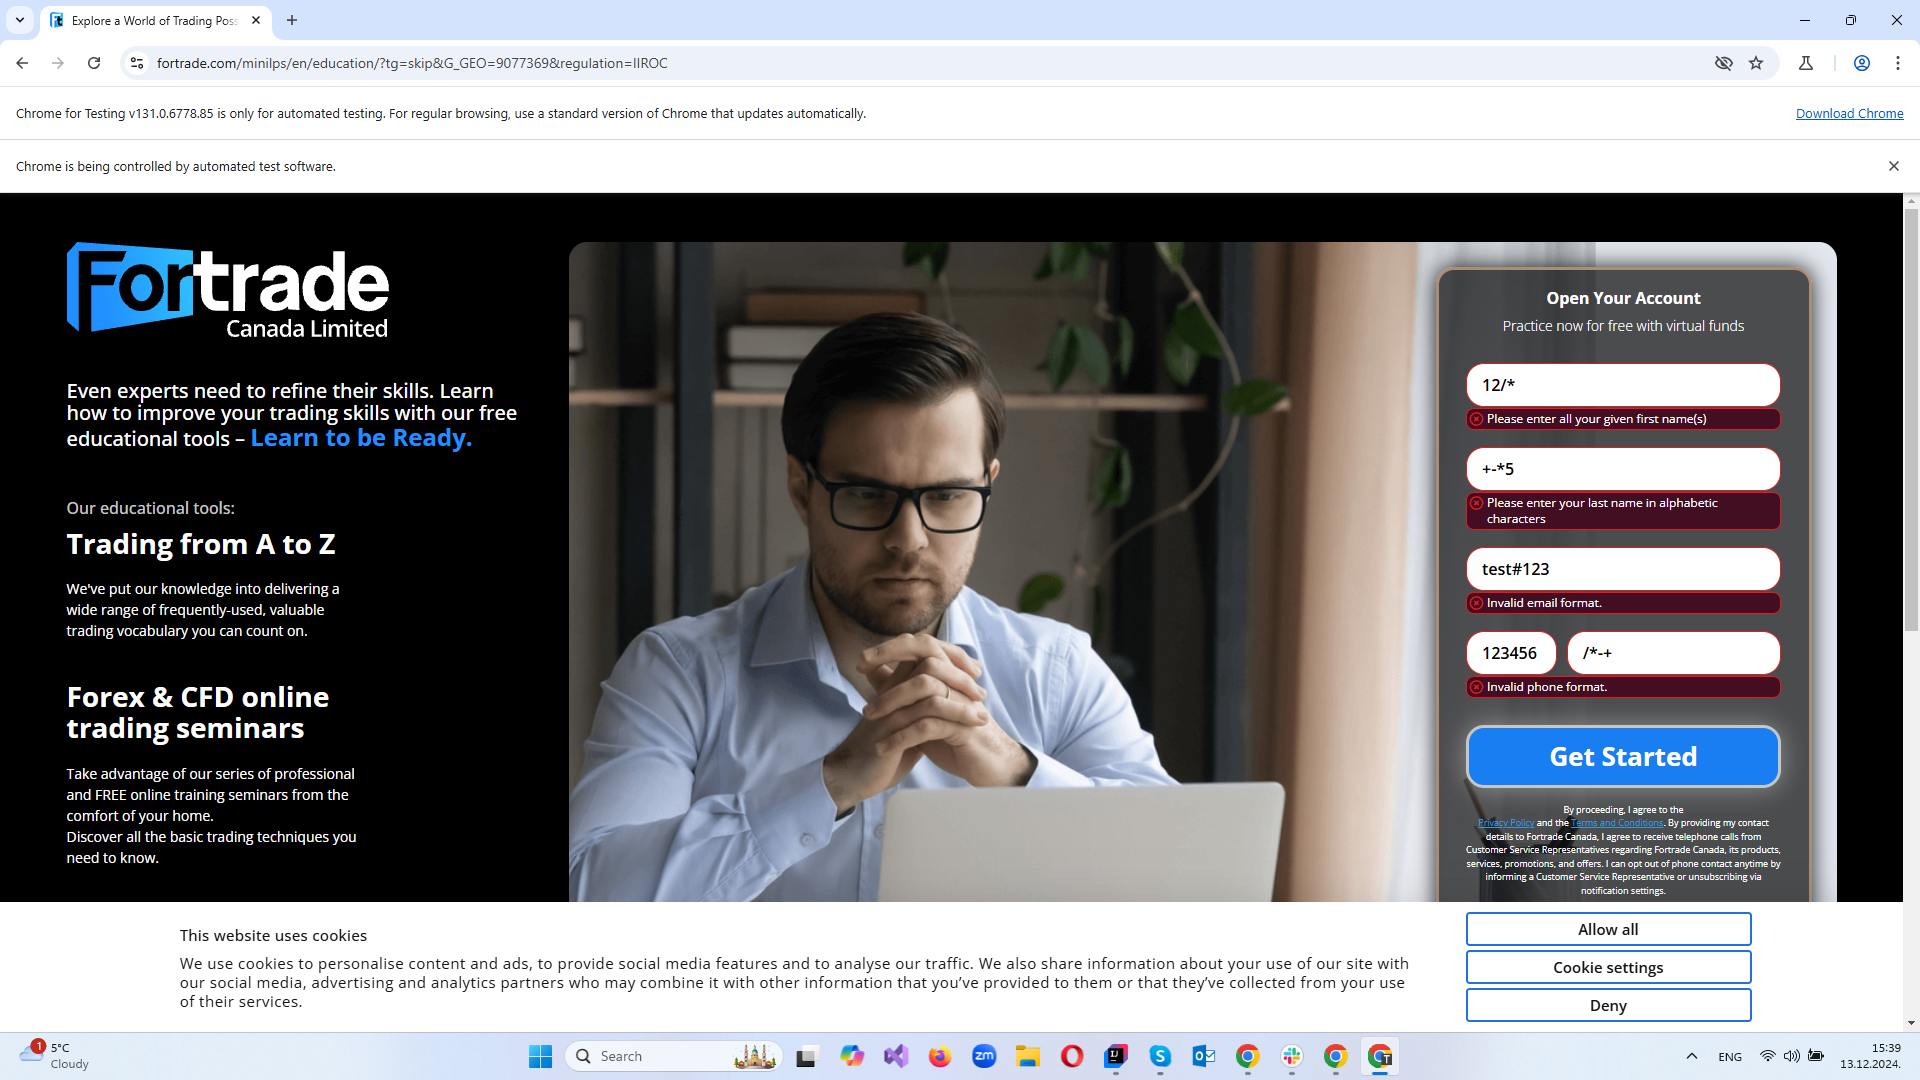 Explore a World of Trading Poss
fortrade.com/minilps/en/education/?tg=skip&G_GEO=9077369&regulation=IIROC
Chrome for Testing v131.0.6778.85 is only for automated testing. For regular browsing, use a standard version of Chrome that updates automatically.
Download Chrome
Chrome is being controlled by automated test software.
Fortrade
Canada Limited
Even experts need to refine their skills. Learn
how to improve your trading skills with our free
educational tools – Learn to be Ready.
Our educational tools:
Trading from A to Z
We've put our knowledge into delivering a
wide range of frequently-used, valuable
trading vocabulary you can count on.
Forex & CFD online
trading seminars
Take advantage of our series of professional
and FREE online training seminars from the
comfort of your home.
Discover all the basic trading techniques you
need to know.
Open Your Account
Practice now for free with virtual funds
12/*
Please enter all your given first name(s)
+-*5
Please enter your last name in alphabetic
characters
test#123
Invalid email format.
123456 /*-+
Invalid phone format.
Get Started
By proceeding, I agree to the
Privacy Policy and the Terms and Conditions. By providing my contact
details to Fortrade Canada, I agree to receive telephone calls from
Customer Service Representatives regarding Fortrade Canada, its products,
services, promotions, and offers. I can opt out of phone contact anytime by
informing a Customer Service Representative or unsubscribing via
notification settings.
This website uses cookies
We use cookies to personalise content and ads, to provide social media features and to analyse our traffic. We also share information about your use of our site with
our social media, advertising and analytics partners who may combine it with other information that you've provided to them or that they've collected from your use
of their services.
Allow all
Cookie settings
Deny
1
5°C
Cloudy
Search
zm
ENG
15:39
13.12.2024.